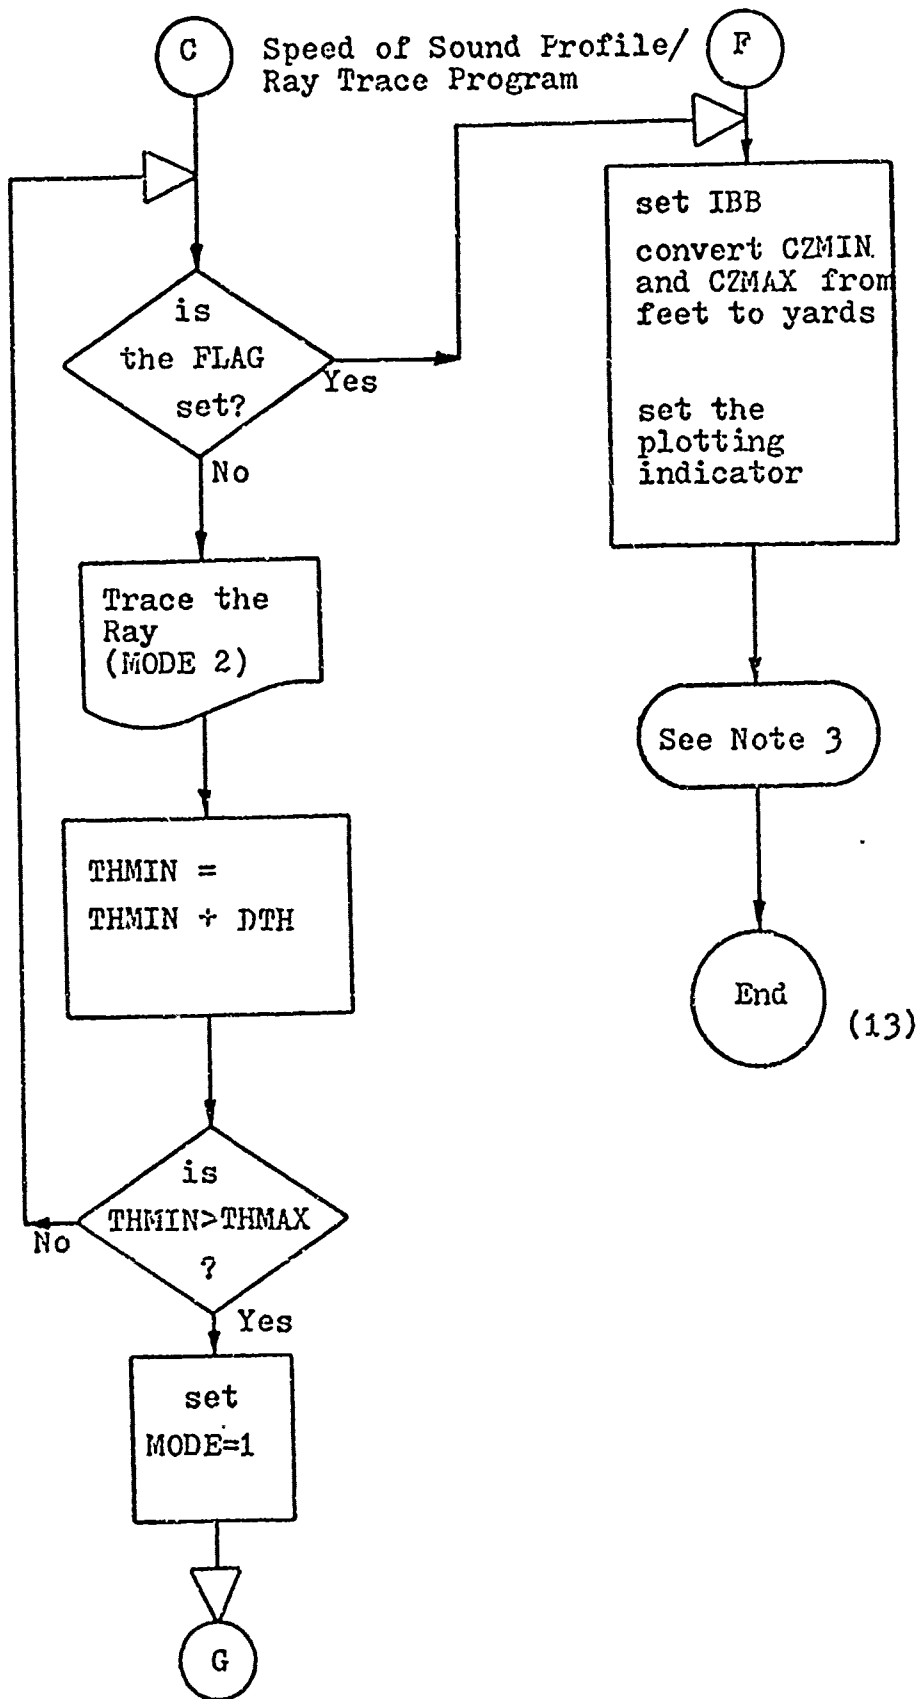 C
Speed of Sound Profile/
Ray Trace Program
F
is
the FLAG
set?
Yes
No
Trace the
Ray
(MODE 2)
THMIN =
THMIN + DTH
is
THMIN>THMAX
?
No
Yes
set
MODE=1
G
set IBB
convert CZMIN
and CZMAX from
feet to yards
set the
plotting
indicator
See Note 3
End
(13)